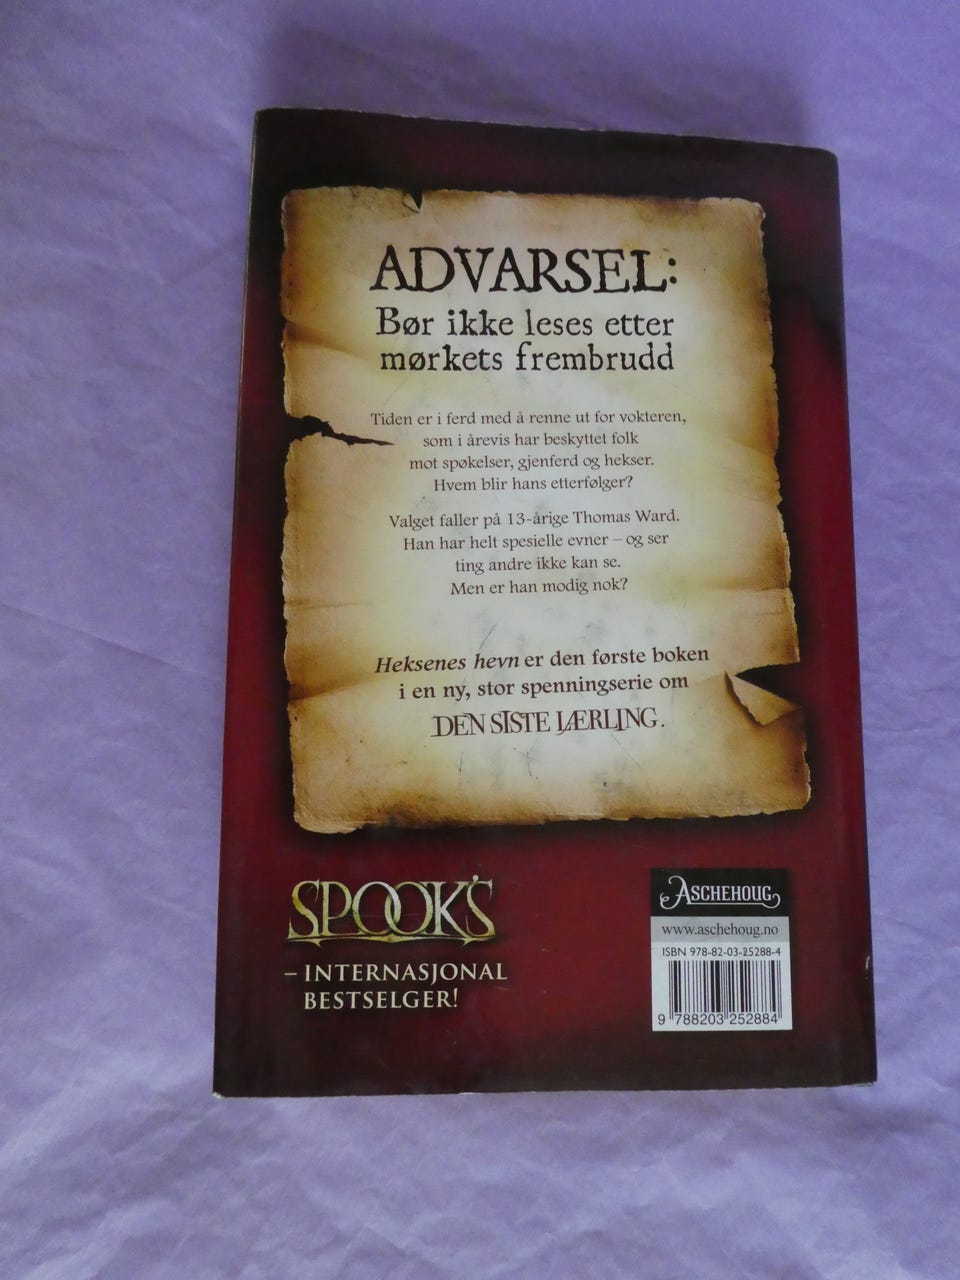 ADVARSEL:
Bør ikke leses etter
mørkets frembrudd
Tiden er i ferd med å renne ut for vokteren,
som i årevis har beskyttet folk
mot spøkelser, gjenferd og hekser.
Hvem blir hans etterfølger?
Valget faller på 13-årige Thomas Ward.
Han har helt spesielle evner – og ser
ting andre ikke kan se.
Men er han modig nok?
Heksenes hevn er den første boken
i en ny, stor spenningserie om
DEN SISTE LÆRLING.
SPOOK'S
– INTERNASJONAL
BESTSELGER!
ASCHEHOUG
www.aschehoug.no
ISBN 978-82-03-25288-4
9 788203 252884